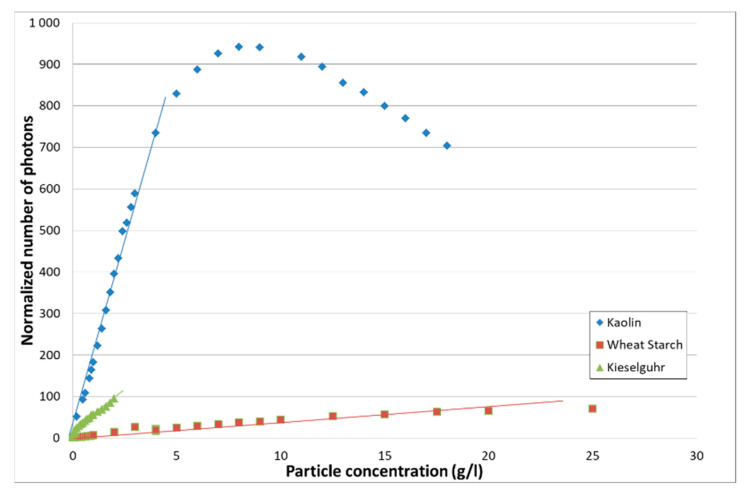 1 000
900
800
700
600
500
400
300
200
100
0
Normalized number of photons
0 5 10 15 20 25 30
Particle concentration (g/l)
Kaolin
Wheat Starch
Kieselguhr